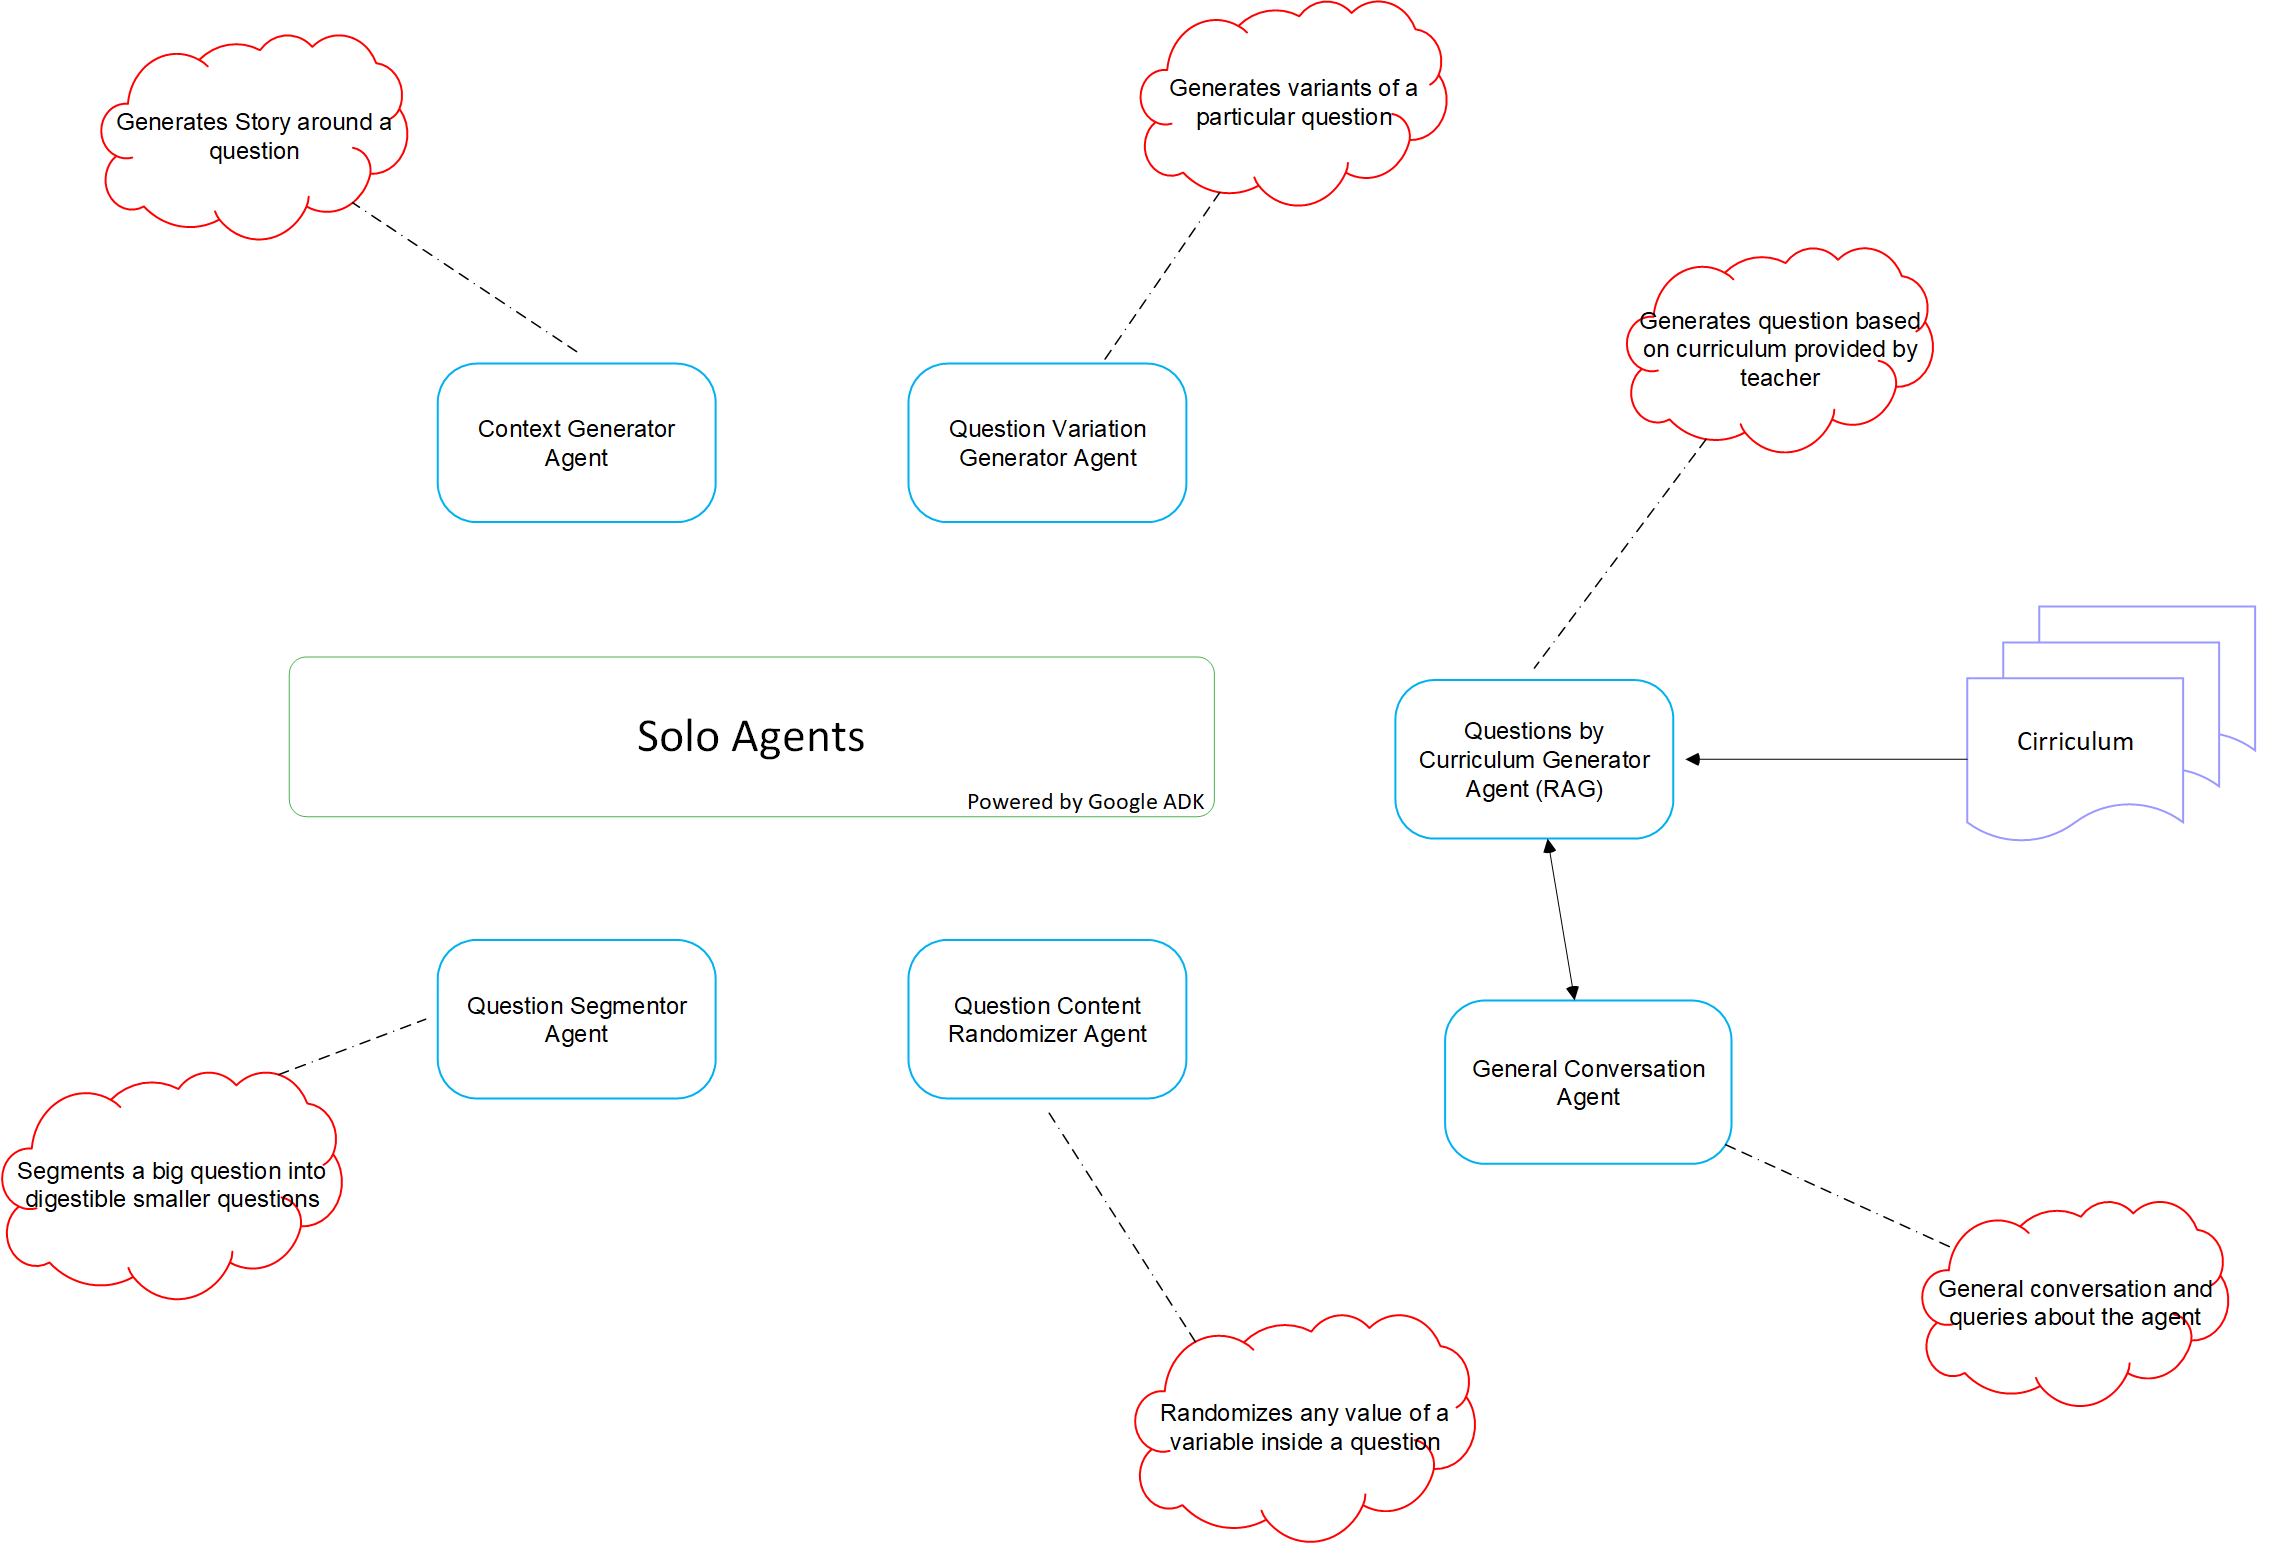 Generates Story around a
question
Generates variants of a
particular question
Generates question based
on curriculum provided by
teacher
Context Generator
Agent
Question Variation
Generator Agent
Solo Agents
Powered by Google ADK
Questions by
Curriculum Generator
Agent (RAG)
Cirriculum
Question Segmentor
Agent
Question Content
Randomizer Agent
General Conversation
Agent
Segments a big question into
digestible smaller questions
General conversation and
queries about the agent
Randomizes any value of a
variable inside a question